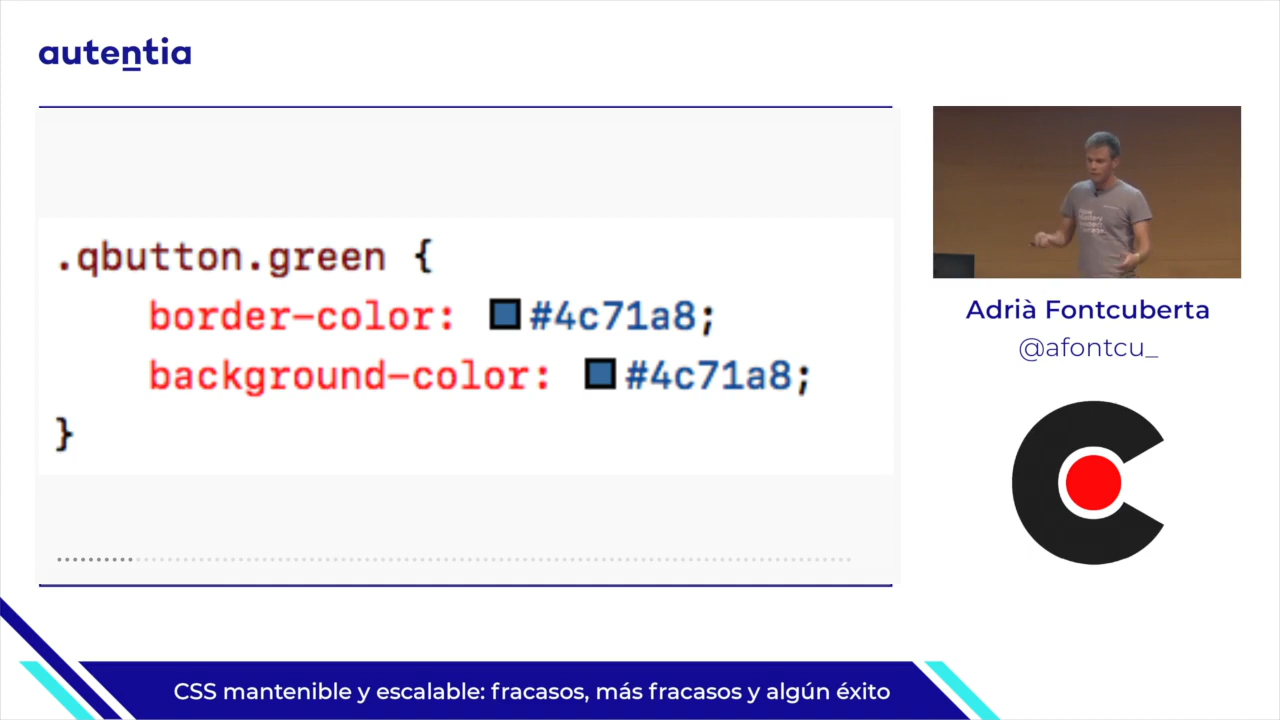 autentia
.qbutton.green {
border-color: #4c71a8;
background-color: #4c71a8;
}
Adrià Fontcuberta
@afontcu_
CSS mantenible y escalable: fracasos, más fracasos y algún éxito